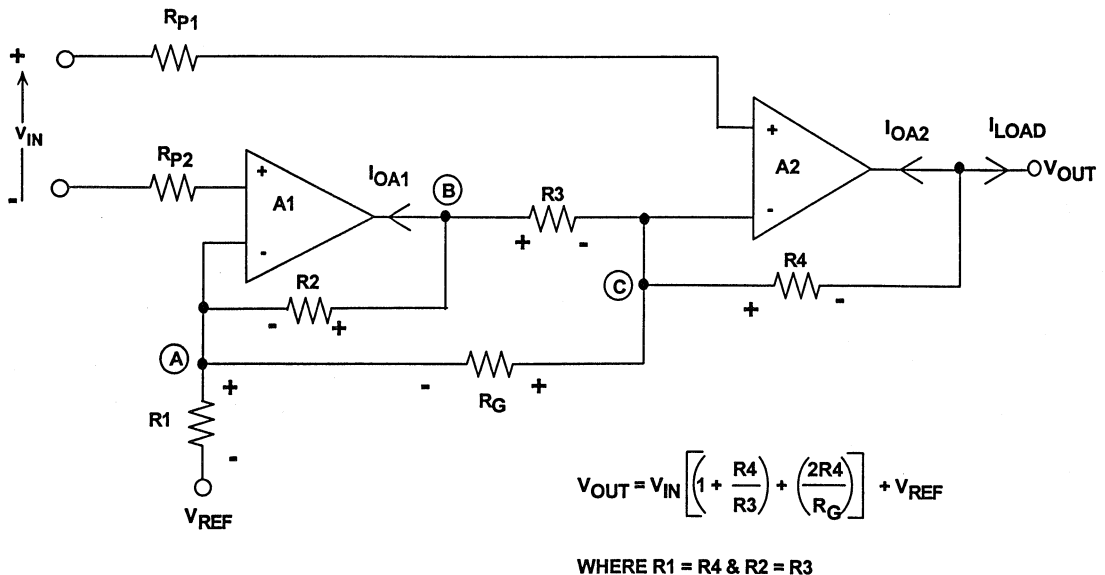 RP1
+
VIN
-
RP2
+
A1
-
IOA1
B
R3
+
-
+
A2
-
IOA2
ILOAD
VOUT
R2
-
+
C
R4
+
-
A
+
-
RG
+
R1
-
VREF
VOUT = VIN [(1 + R4/R3) + (2R4/RG)] + VREF
WHERE R1 = R4 & R2 = R3